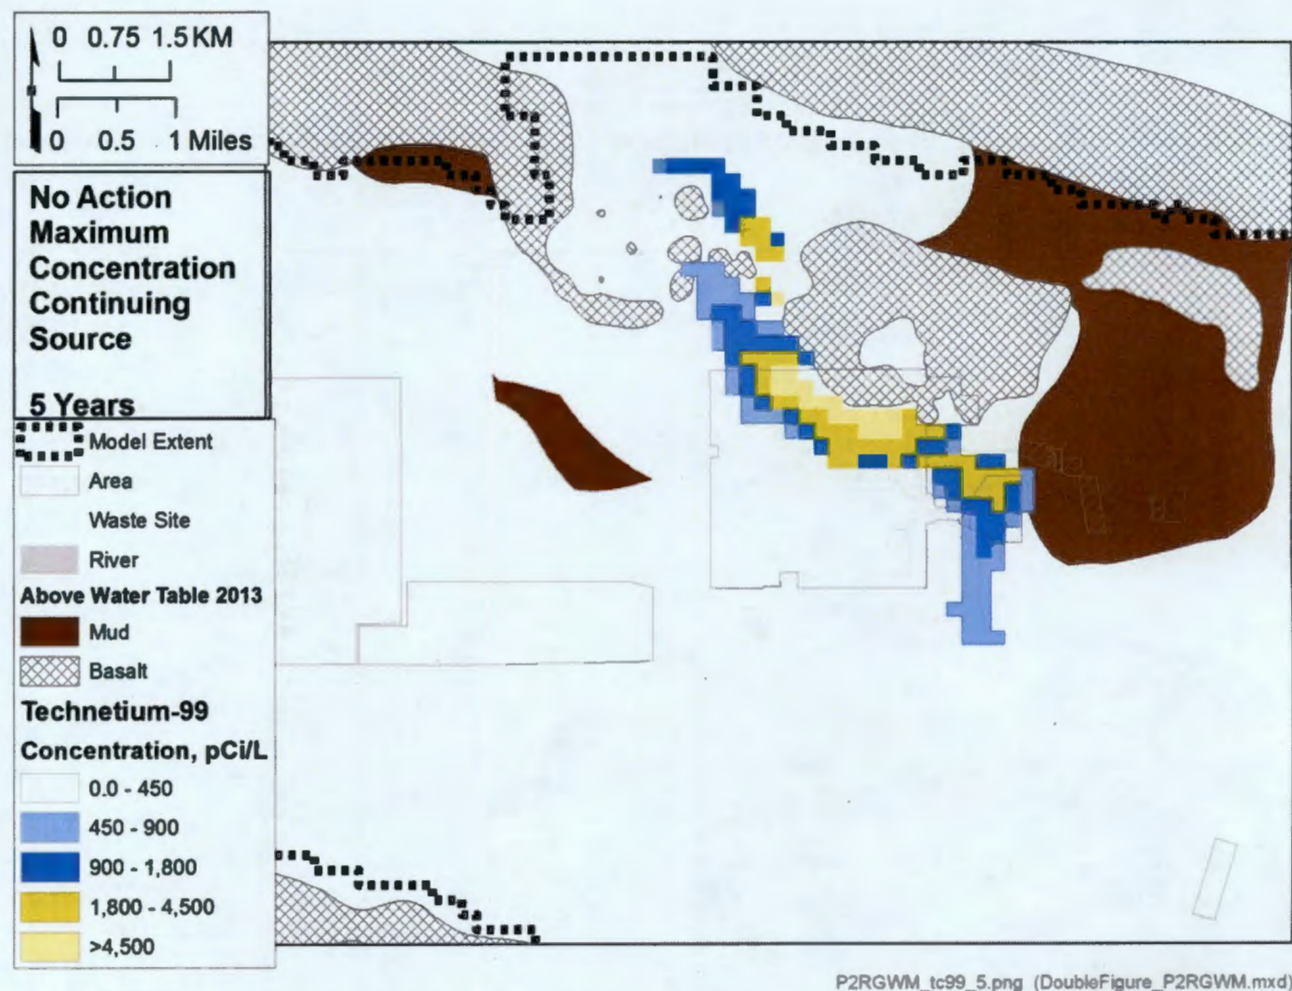 0 0.75 1.5 KM
0 0.5 1 Miles
No Action
Maximum
Concentration
Continuing
Source
5 Years
Model Extent
Area
Waste Site
River
Above Water Table 2013
Mud
Basalt
Technetium-99
Concentration, pCi/L
0.0 - 450
450 - 900
900 - 1,800
1,800 - 4,500
>4,500
P2RGWM_tc99_5.png (DoubleFigure_P2RGWM.mxd)